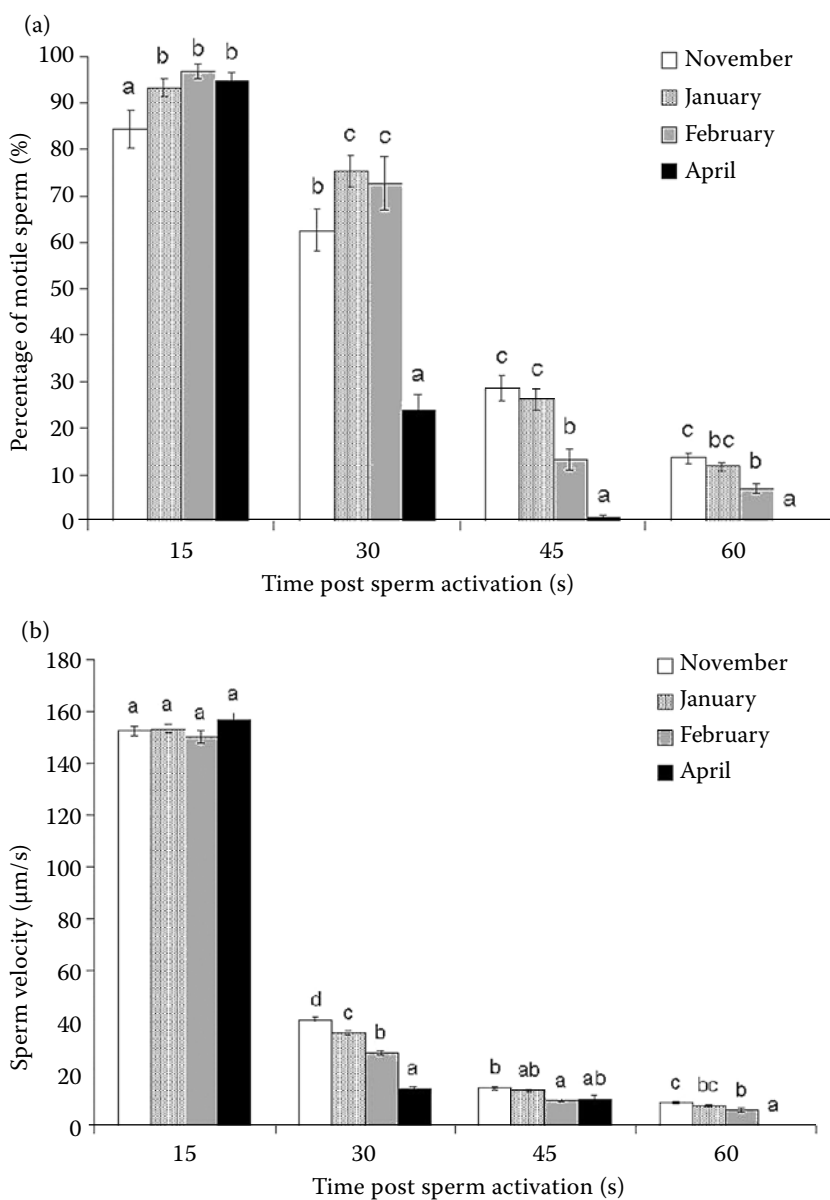 (a)
100
90
80
70
60
50
40
30
20
10
0
Percentage of motile sperm (%)
a b b b
b c c a
c c b a
c bc b a
November
January
February
April
15 30 45 60
Time post sperm activation (s)
(b)
180
160
140
120
100
80
60
40
20
0
Sperm velocity (µm/s)
a a a a
d c b a
b ab a ab
c bc b a
November
January
February
April
15 30 45 60
Time post sperm activation (s)